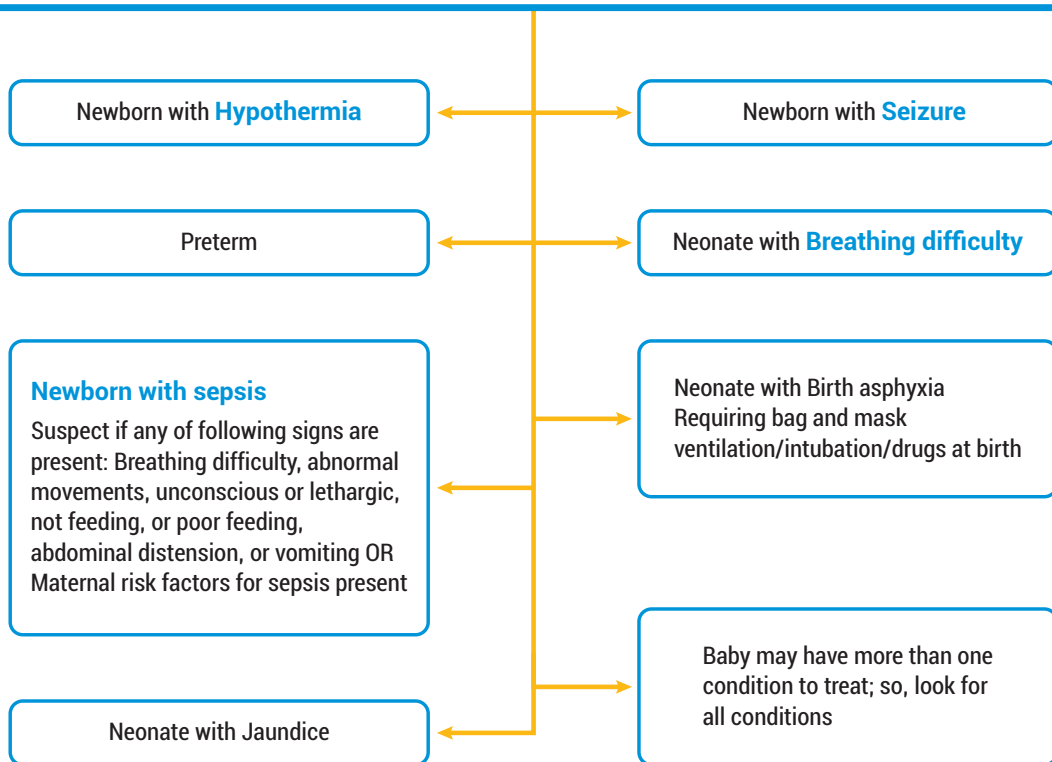 Newborn with Hypothermia
Newborn with Seizure
Preterm
Neonate with Breathing difficulty
Newborn with sepsis
Suspect if any of following signs are
present: Breathing difficulty, abnormal
movements, unconscious or lethargic,
not feeding, or poor feeding,
abdominal distension, or vomiting OR
Maternal risk factors for sepsis present
Neonate with Birth asphyxia
Requiring bag and mask
ventilation/intubation/drugs at birth
Baby may have more than one
condition to treat; so, look for
all conditions
Neonate with Jaundice